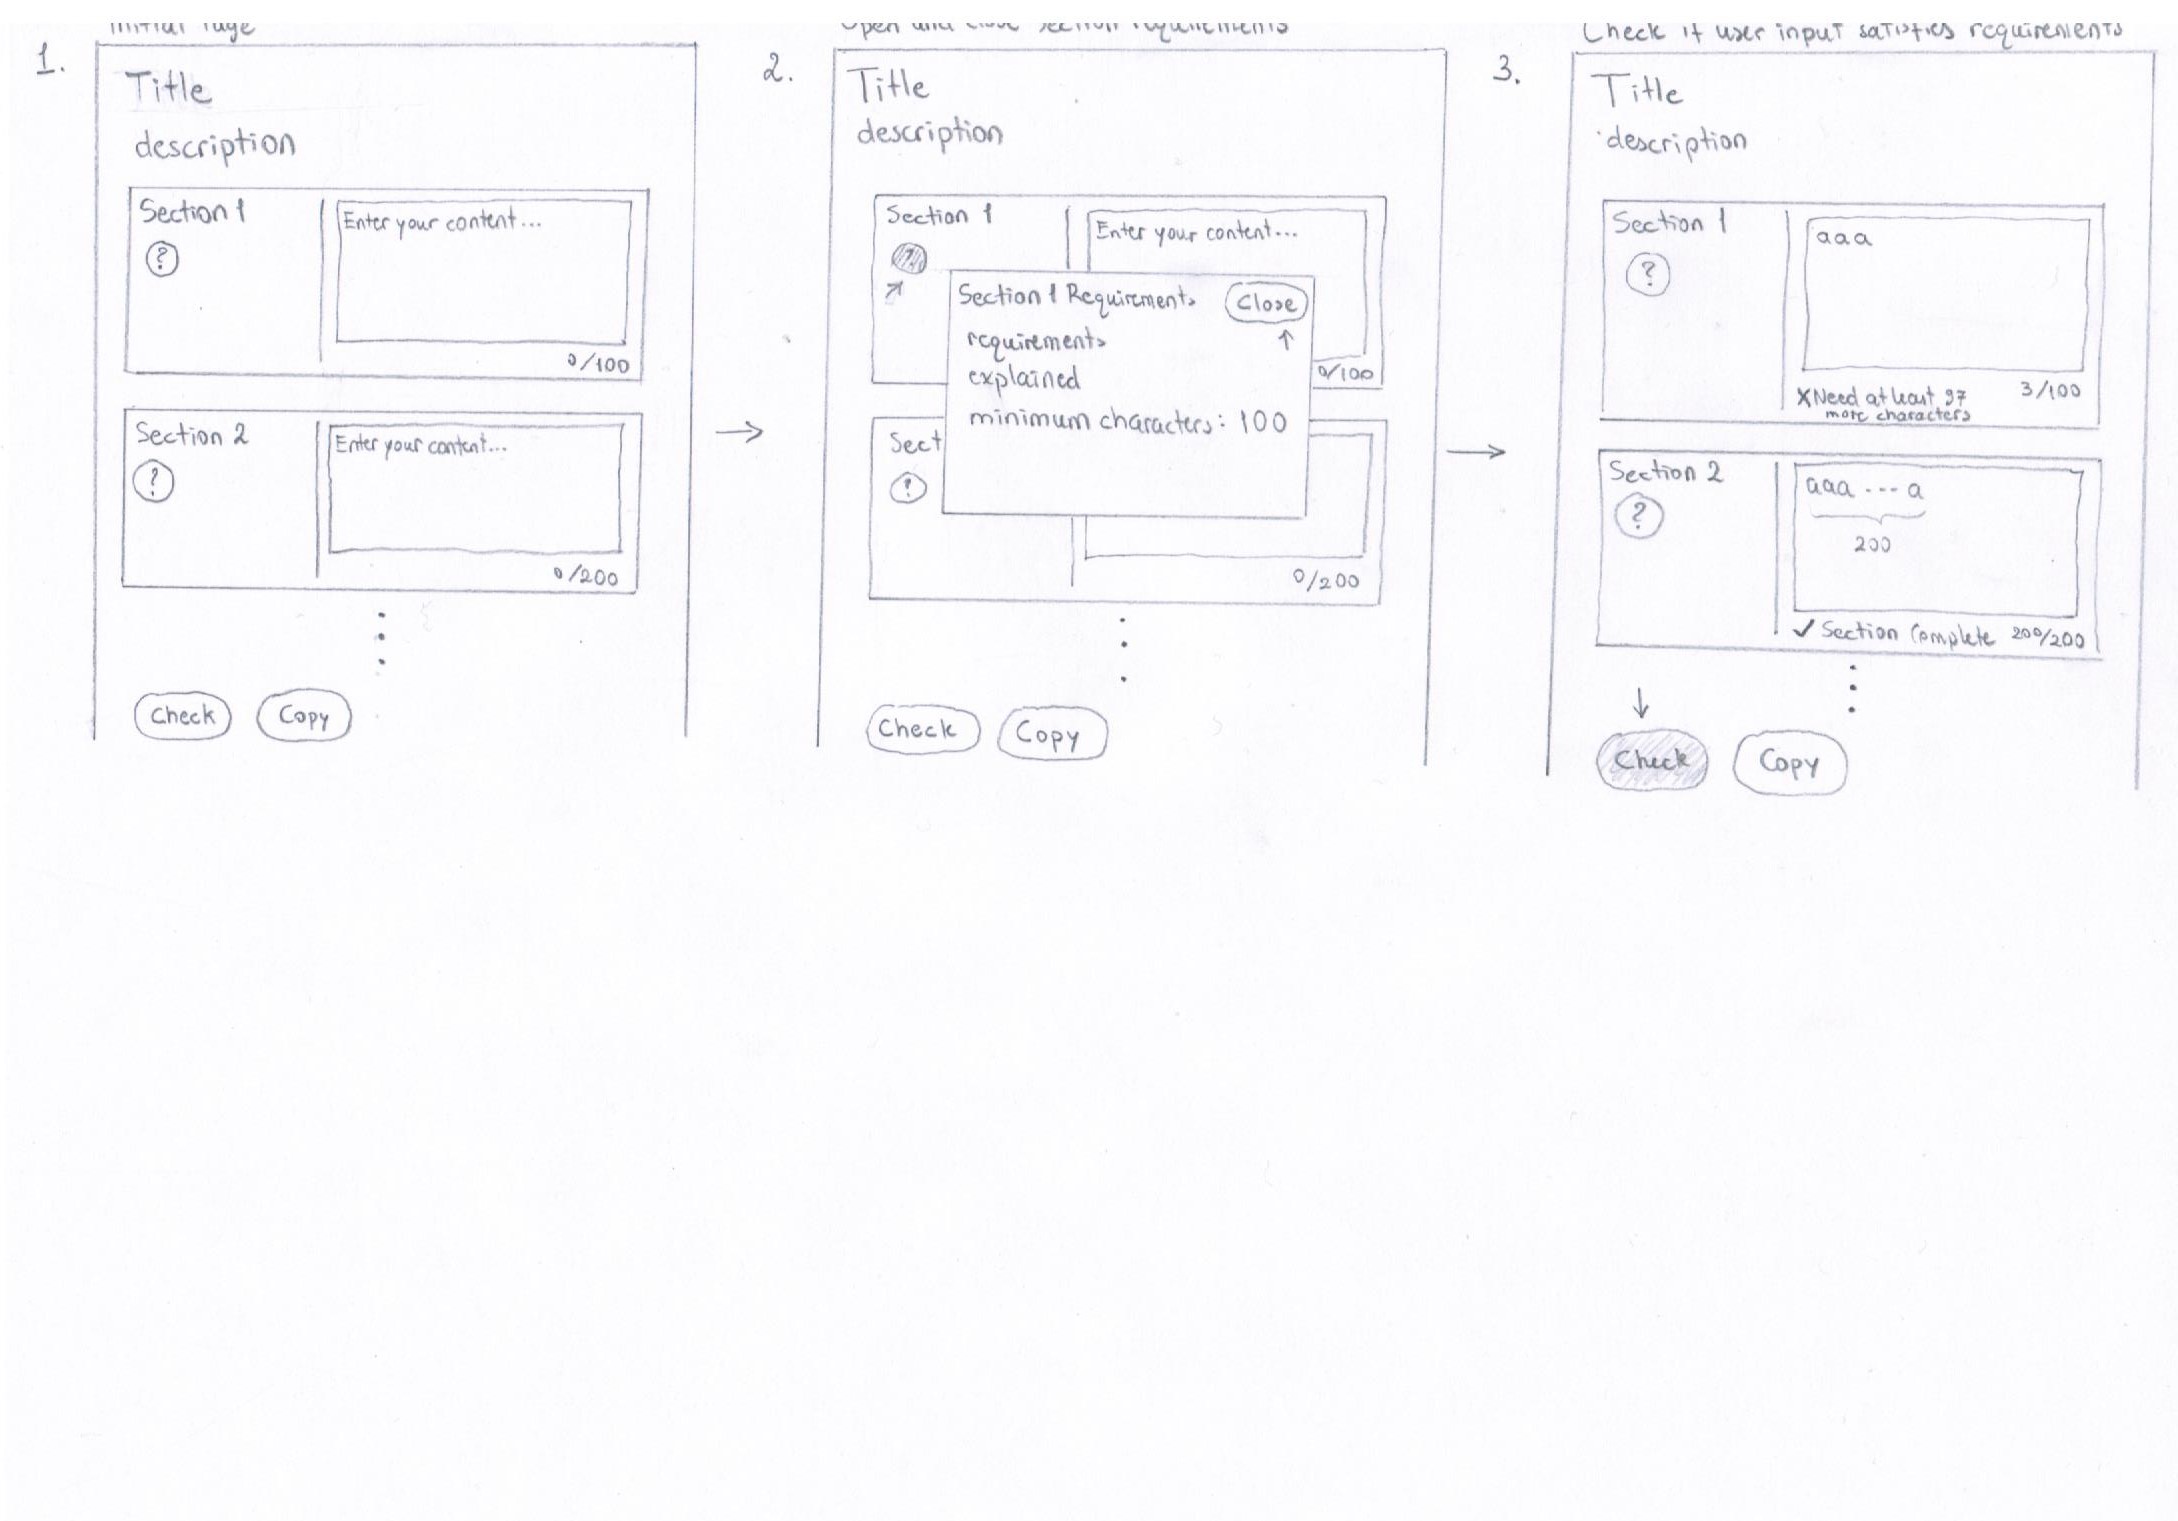 1.
Initial Page
Title
description
Section 1
?
Enter your content...
0/100
Section 2
?
Enter your content...
0/200
Check
Copy
2.
Open and close section requirements
Title
description
Section 1
?
Enter your content...
Section 1 Requirements
Close
requirements
explained
minimum characters: 100
0/100
Sect
?
0/200
Check
Copy
3.
Check if user input satisfies requirements
Title
description
Section 1
?
aaa
X Need at least 97
more characters
3/100
Section 2
?
aaa --- a
200
✓ Section Complete 200/200
Check
Copy